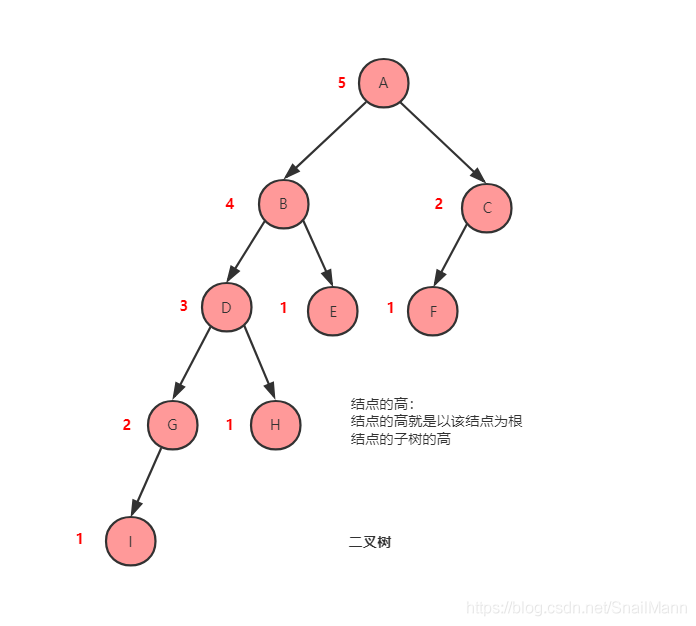 5 A
4 B
2 C
3 D
1 E
1 F
2 G
1 H
结点的高：
结点的高就是以该结点为根
结点的子树的高
1 I
二叉树
https://blog.csdn.net/SnailMann